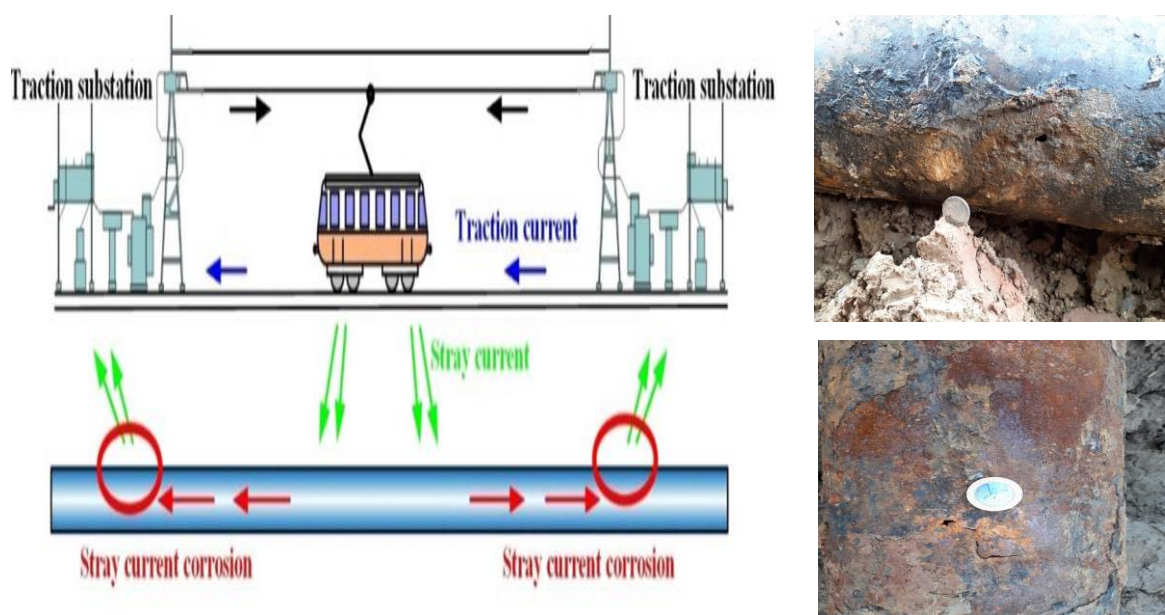 Traction substation
Traction substation
Traction current
Stray current
Stray current corrosion
Stray current corrosion